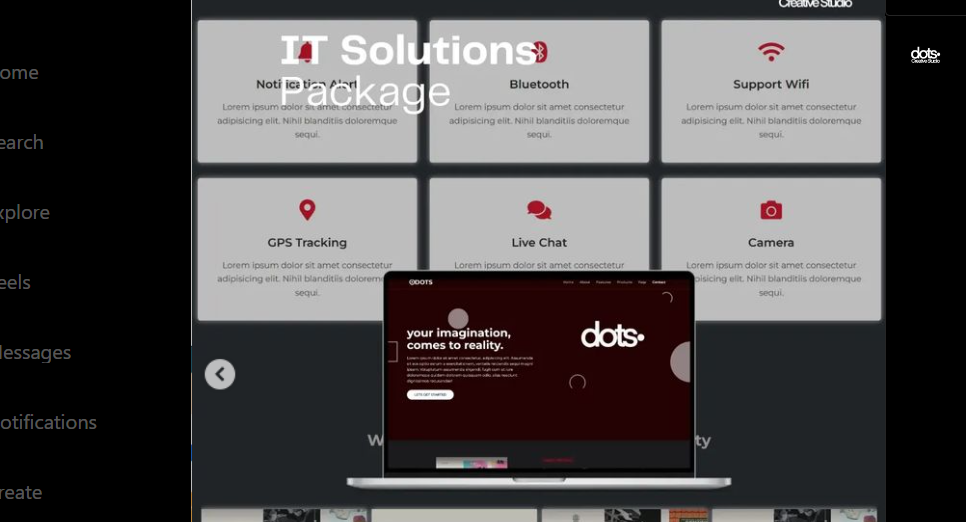 Creative Studio
IT Solutions
Package
Notification Alert
Lorem ipsum dolor sit amet consectetur
adipisicing elit. Nihil blanditiis doloremque
sequi.
Bluetooth
Lorem ipsum dolor sit amet consectetur
adipisicing elit. Nihil blanditiis doloremque
sequi.
Support Wifi
Lorem ipsum dolor sit amet consectetur
adipisicing elit. Nihil blanditiis doloremque
sequi.
GPS Tracking
Lorem ipsum dolor sit amet consectetur
adipisicing elit. Nihil blanditiis doloremque
sequi.
Live Chat
Lorem ipsum dolor sit amet consectetur
Camera
Lorem ipsum dolor sit amet consectetur
pisicing elit. Nihil blanditiis doloremque
sequi.
DOTS
Home About Features Products Faqs Contact
your imagination,
comes to reality.
LETS GET STARTED
dots
W
ty
ome
earch
xplore
eels
essages
otifications
reate
dots
Creative Studio